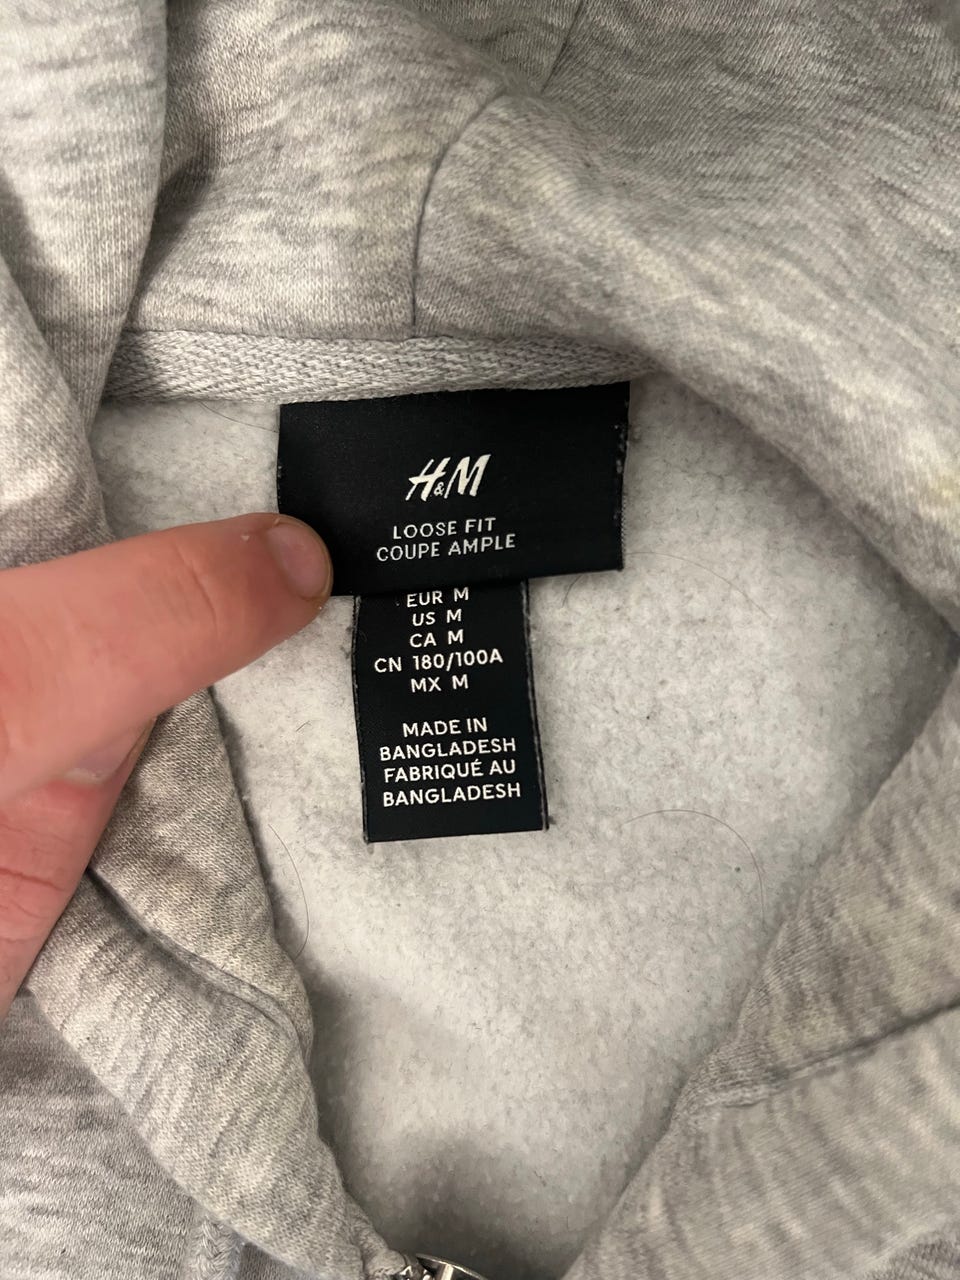 H&M
LOOSE FIT
COUPE AMPLE
EUR M
US M
CA M
CN 180/100A
MX M
MADE IN
BANGLADESH
FABRIQUÉ AU
BANGLADESH